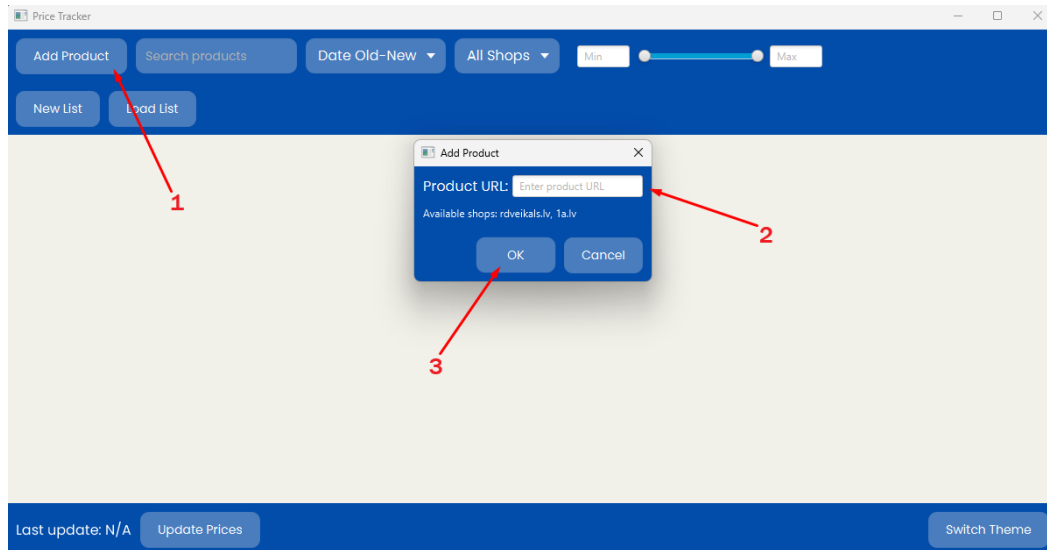 Price Tracker
Add Product Search products Date Old-New All Shops Min Max
New List Load List
Add Product
Product URL: Enter product URL
Available shops: rdveikals.lv, 1a.lv
OK Cancel
1
2
3
Last update: N/A Update Prices Switch Theme